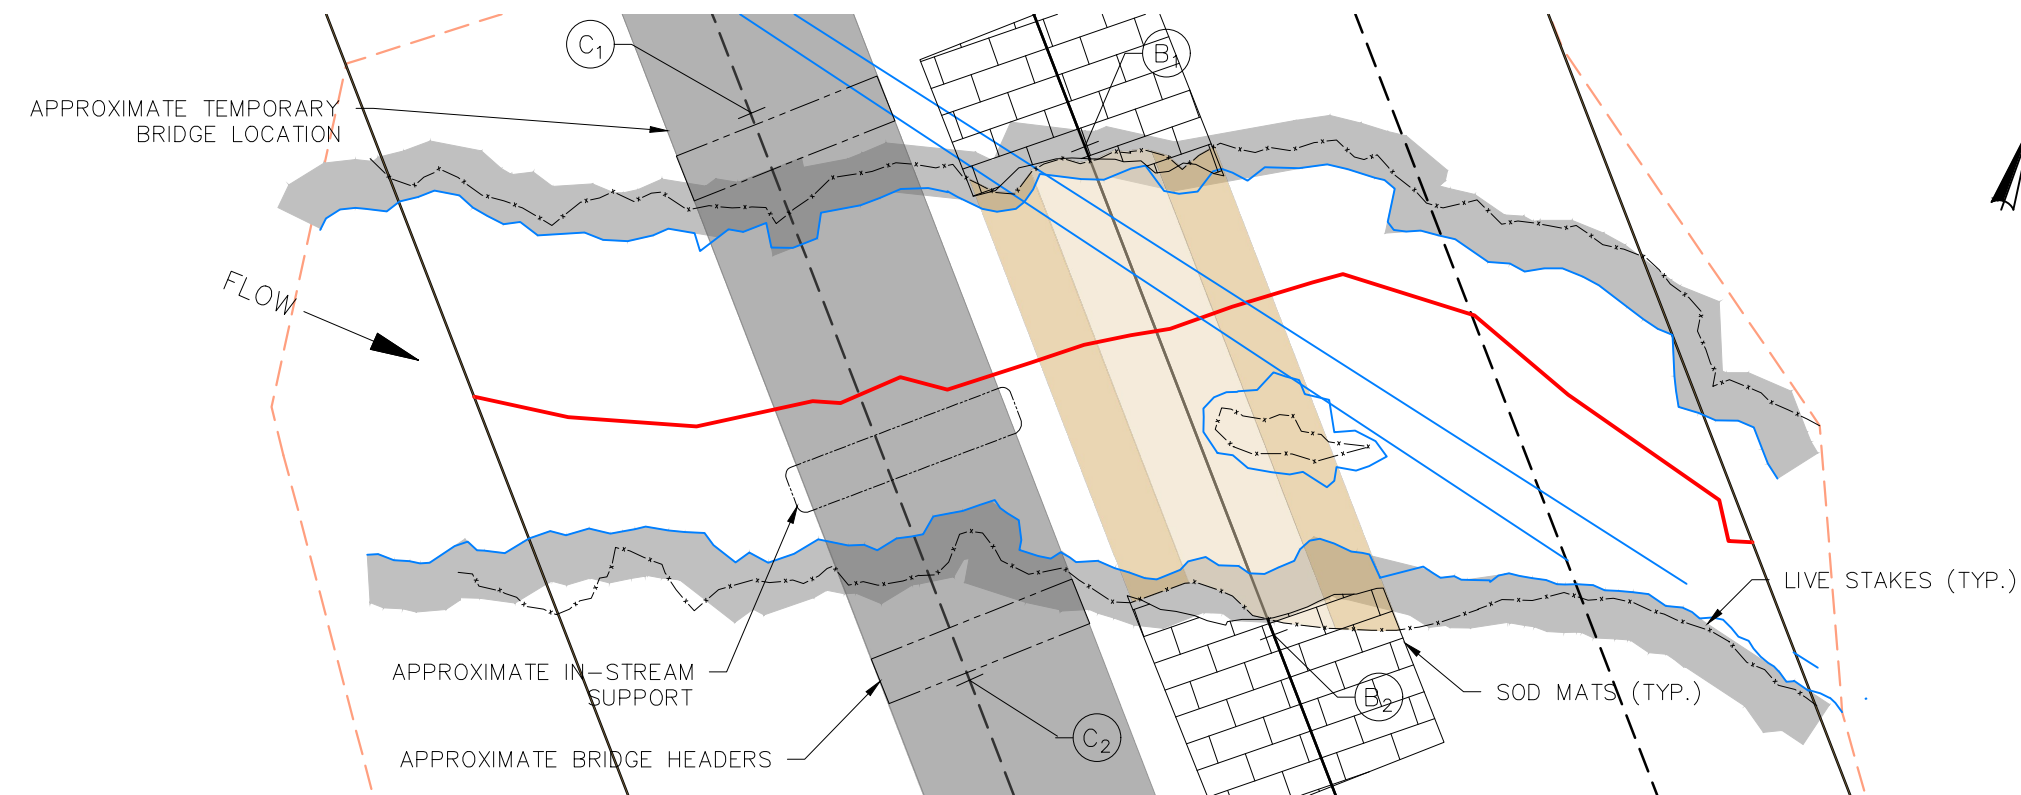 C1
B1
APPROXIMATE TEMPORARY
BRIDGE LOCATION
FLOW
LIVE STAKES (TYP.)
APPROXIMATE IN-STREAM
SUPPORT
SOD MATS (TYP.)
B2
C2
APPROXIMATE BRIDGE HEADERS